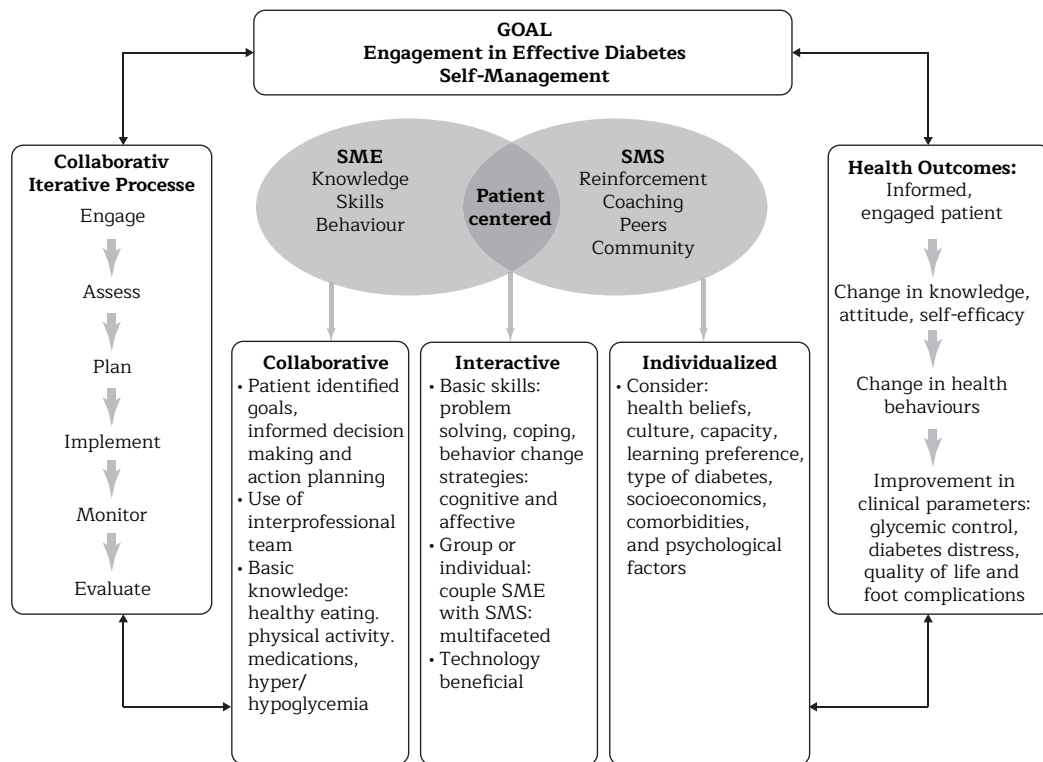 GOAL
Engagement in Effective Diabetes
Self-Management
Collaborativ
Iterative Processe
Engage
Assess
Plan
Implement
Monitor
Evaluate
SME
Knowledge
Skills
Behaviour
Patient
centered
SMS
Reinforcement
Coaching
Peers
Community
Collaborative
• Patient identified
goals,
informed decision
making and
action planning
• Use of
interprofessional
team
• Basic
knowledge:
healthy eating.
physical activity.
medications,
hyper/
hypoglycemia
Interactive
• Basic skills:
problem
solving, coping,
behavior change
strategies:
cognitive and
affective
• Group or
individual:
couple SME
with SMS:
multifaceted
• Technology
beneficial
Individualized
• Consider:
health beliefs,
culture, capacity,
learning preference,
type of diabetes,
socioeconomics,
comorbidities,
and psychological
factors
Health Outcomes:
Informed,
engaged patient
Change in knowledge,
attitude, self-efficacy
Change in health
behaviours
Improvement in
clinical parameters:
glycemic control,
diabetes distress,
quality of life and
foot complications